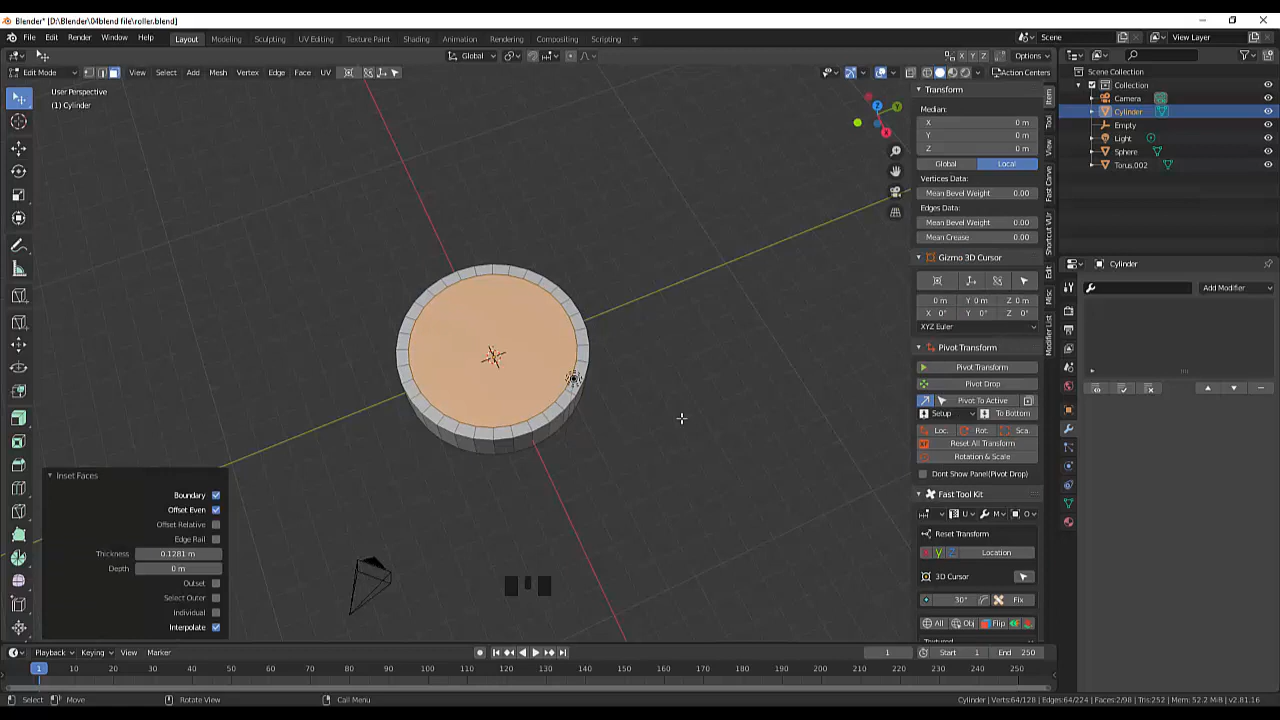 Blender* [D:\Blender\04blend file\roller.blend]
File Edit Render Window Help Layout Modeling Sculpting UV Editing Texture Paint Shading Animation Rendering Compositing Scripting + Scene View Layer
Global Options
Edit Mode View Select Add Mesh Vertex Edge Face UV X Y Z Action Centers
User Perspective
(1) Cylinder
Transform
Median:
X 0 m
Y 0 m
Z 0 m
Global Local
Vertices Data:
Mean Bevel Weight 0.00
Edges Data:
Mean Bevel Weight 0.00
Mean Crease 0.00
Gizmo 3D Cursor
0 m Y 0 m Z 0 m
X 0° Y 0° Z 0°
XYZ Euler
Pivot Transform
Pivot Transform
Pivot Drop
Pivot To Active
Setup To Bottom
Loc. Rot. Sca.
Reset All Transform
Rotation & Scale
Dont Show Panel(Pivot Drop)
Fast Tool Kit
U M O
Reset Transform
X Y Z Location
3D Cursor
30° Fix
All Obj Flip
Item
Tool
View
Fast Carve
Shortcut VUr
Edit
Misc
Modifier List
Scene Collection
Collection
Camera
Cylinder
Empty
Light
Sphere
Torus.002
Cylinder
Add Modifier
Inset Faces
Boundary
Offset Even
Offset Relative
Edge Rail
Thickness 0.1281 m
Depth 0 m
Outset
Select Outer
Individual
Interpolate
Playback Keying View Marker 1 Start 1 End 250
1 10 20 30 40 50 60 70 80 90 100 110 120 130 140 150 160 170 180 190 200 210 220 230 240 250
Select Move Rotate View Call Menu Cylinder | Verts:64/128 | Edges:64/224 | Faces:2/98 | Tris:252 | Mem: 52.2 MiB | v2.81.16